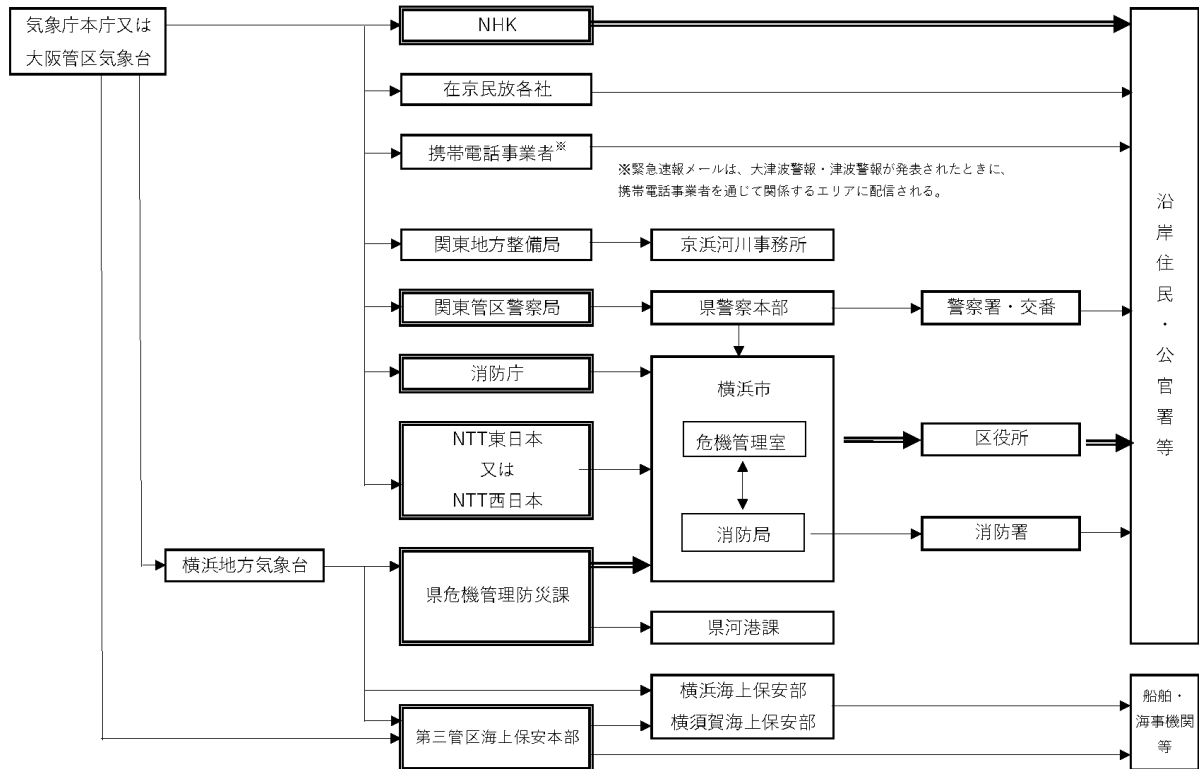 気象庁本庁又は
大阪管区気象台
NHK
在京民放各社
携帯電話事業者※
※緊急速報メールは、大津波警報・津波警報が発表されたときに、
携帯電話事業者を通じて関係するエリアに配信される。
関東地方整備局
京浜河川事務所
関東管区警察局
県警察本部
警察署・交番
消防庁
横浜市
危機管理室
消防局
NTT東日本
又は
NTT西日本
区役所
消防署
横浜地方気象台
県危機管理防災課
県河港課
横浜海上保安部
横須賀海上保安部
第三管区海上保安本部
沿岸住民・公官署等
船舶・
海事機関
等